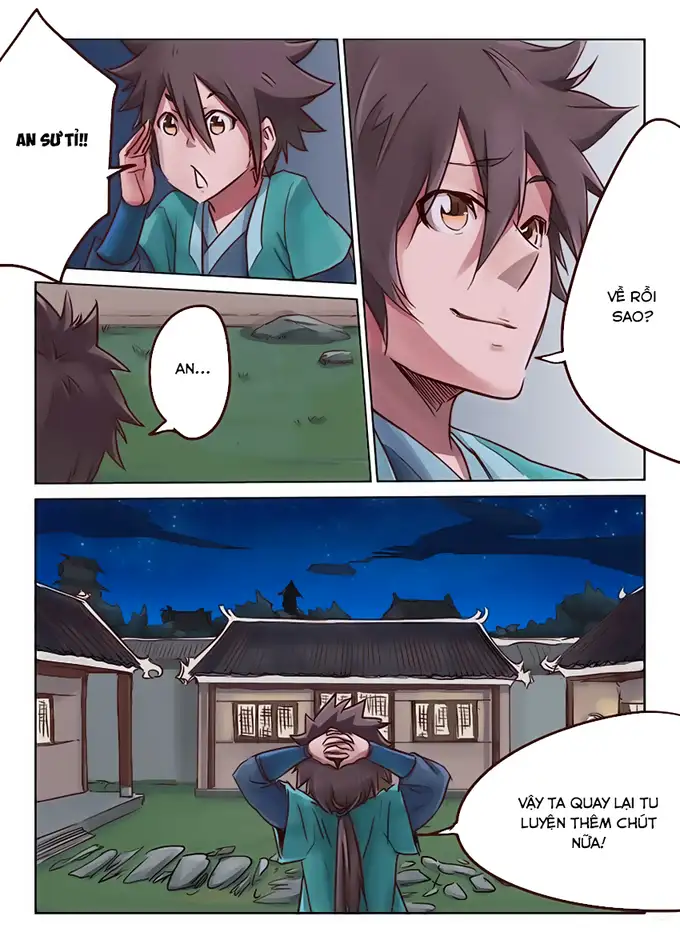 AN SƯ TỈ!!
VỀ RỒI
SAO?
AN...
VẬY TA QUAY LẠI TU
LUYỆN THÊM CHÚT
NỮA!